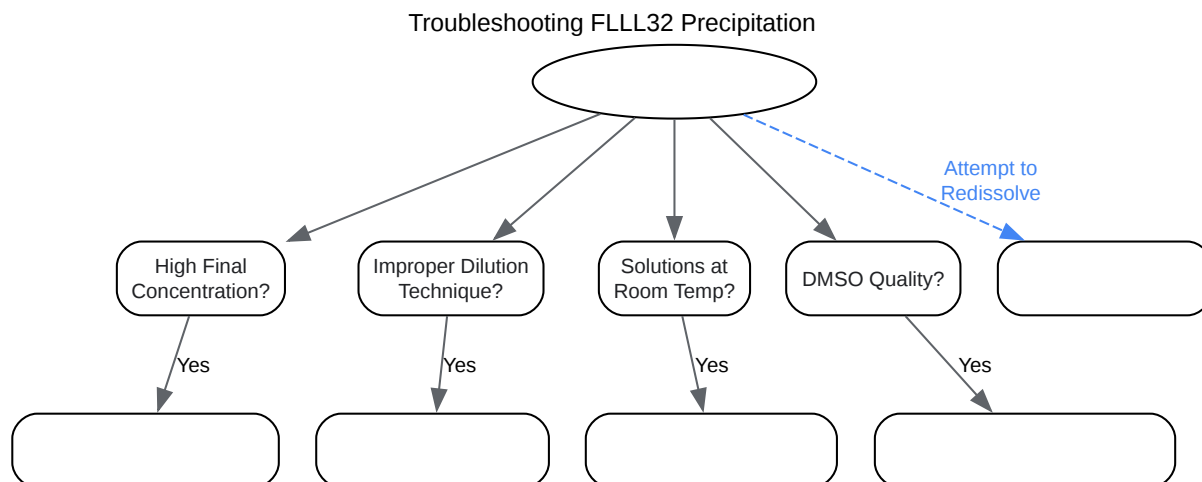 Troubleshooting FLLL32 Precipitation
Attempt to
Redissolve
High Final
Concentration?
Improper Dilution
Technique?
Solutions at
Room Temp?
DMSO Quality?
Yes
Yes
Yes
Yes